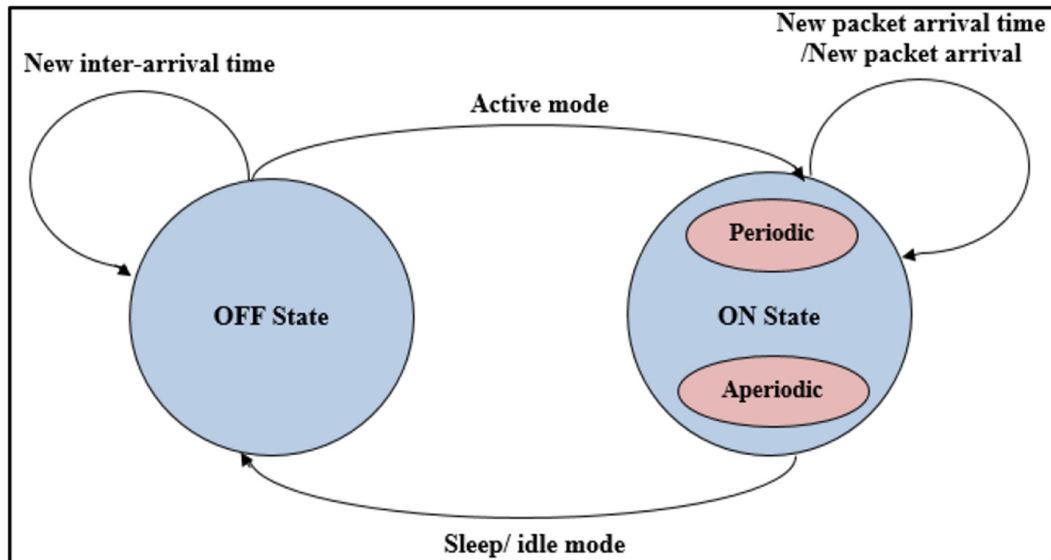 New packet arrival time
/New packet arrival
New inter-arrival time
Active mode
Periodic
OFF State
ON State
Aperiodic
Sleep/ idle mode